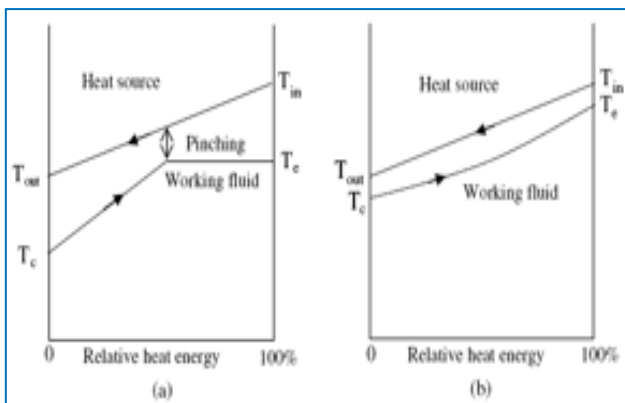 Heat source
T_in
Pinching
T_out
T_e
Working fluid
T_c
0
Relative heat energy
100%
(a)
Heat source
T_in
T_e
T_out
T_c
Working fluid
0
Relative heat energy
100%
(b)